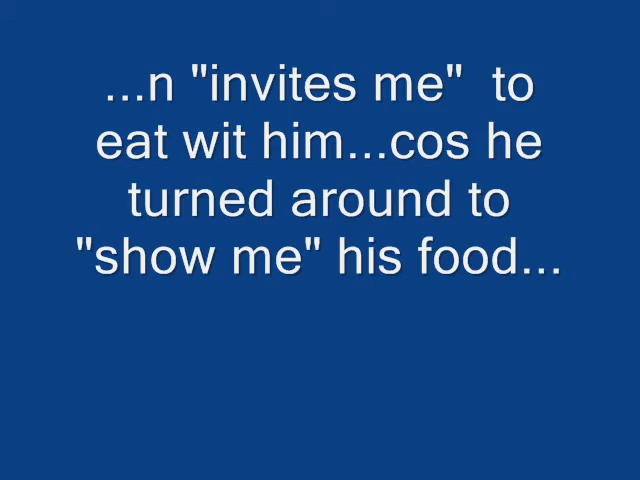 ...n "invites me"  to
eat wit him...cos he
turned around to
"show me" his food...